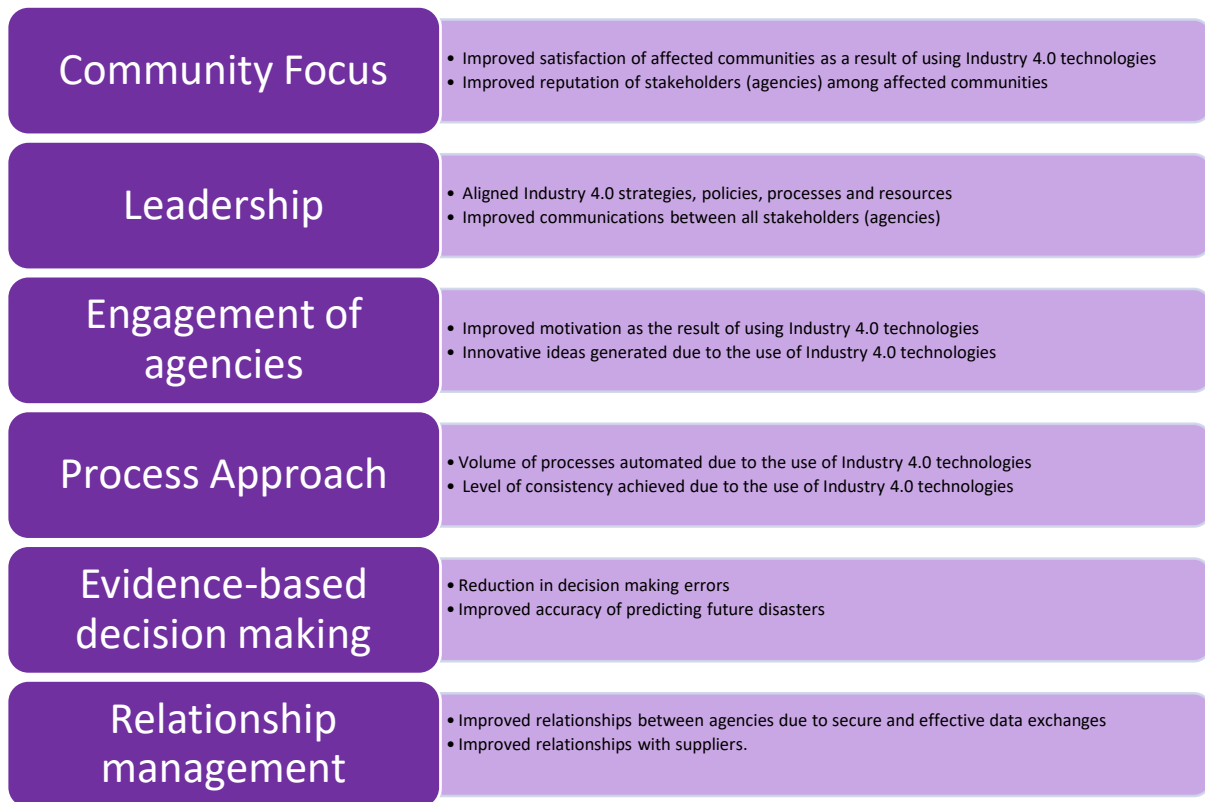 Community Focus
• Improved satisfaction of affected communities as a result of using Industry 4.0 technologies
• Improved reputation of stakeholders (agencies) among affected communities
Leadership
• Aligned Industry 4.0 strategies, policies, processes and resources
• Improved communications between all stakeholders (agencies)
Engagement of
agencies
• Improved motivation as the result of using Industry 4.0 technologies
• Innovative ideas generated due to the use of Industry 4.0 technologies
Process Approach
• Volume of processes automated due to the use of Industry 4.0 technologies
• Level of consistency achieved due to the use of Industry 4.0 technologies
Evidence-based
decision making
• Reduction in decision making errors
• Improved accuracy of predicting future disasters
Relationship
management
• Improved relationships between agencies due to secure and effective data exchanges
• Improved relationships with suppliers.